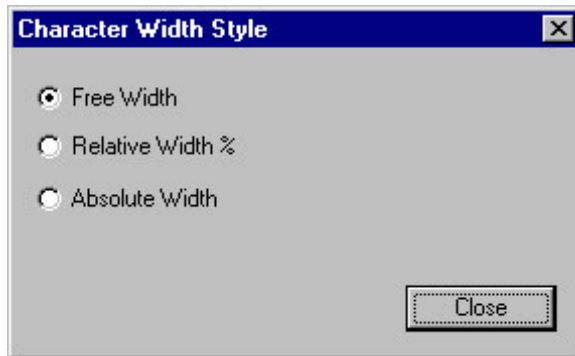 Character Width Style
Free Width
Relative Width %
Absolute Width
Close